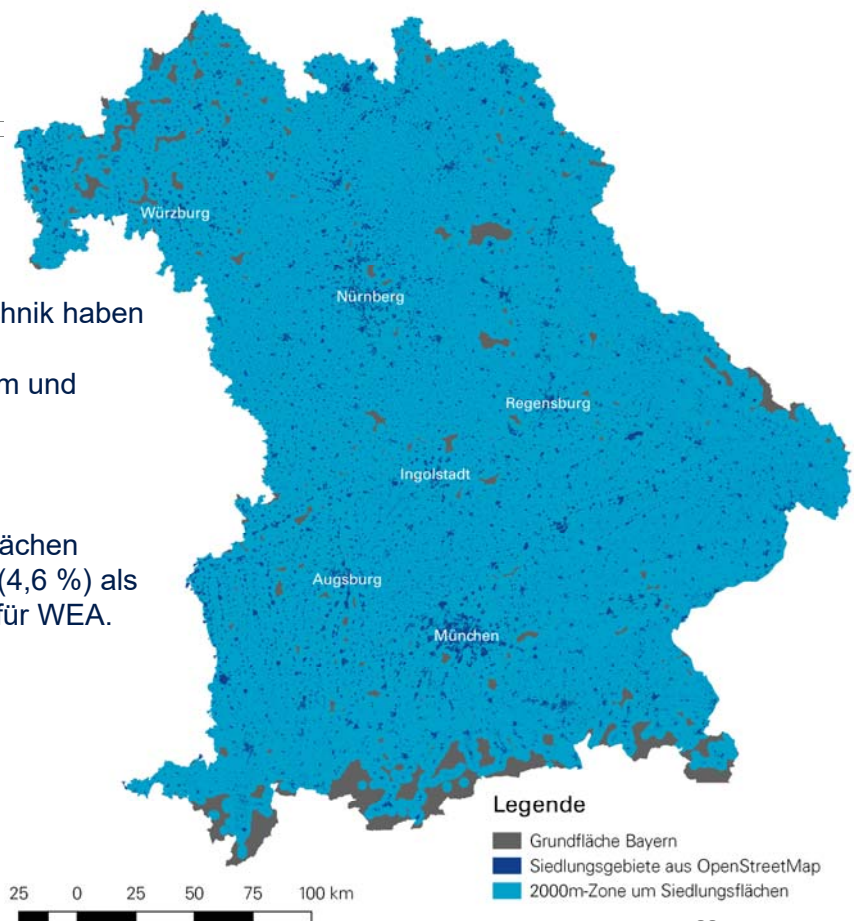 hnik haben
m und
ächen
(4,6 %) als
für WEA.
Würzburg
Nürnberg
Regensburg
Ingolstadt
Augsburg
München
Legende
Grundfläche Bayern
Siedlungsgebiete aus OpenStreetMap
2000m-Zone um Siedlungsflächen
25 0 25 50 75 100 km